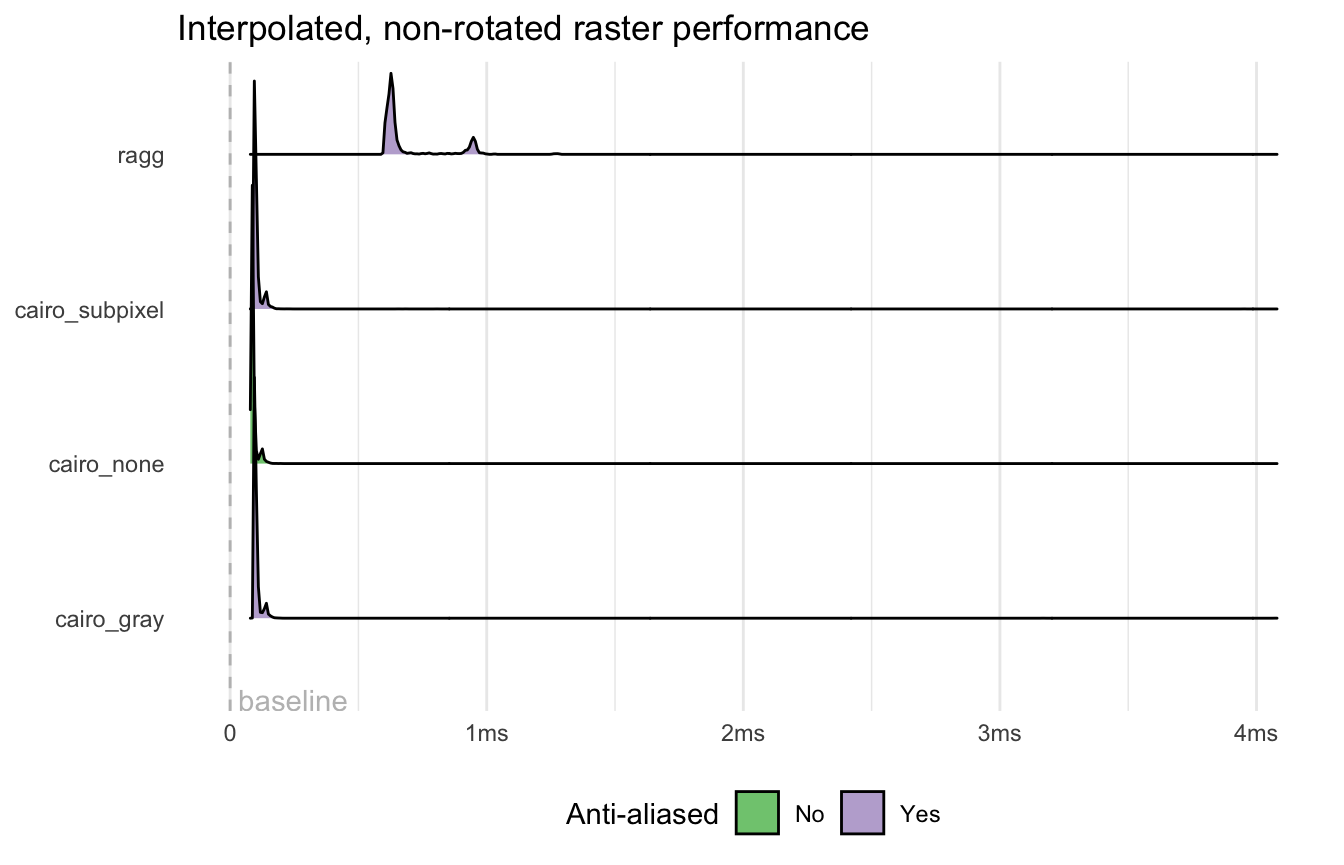 Interpolated, non-rotated raster performance
ragg
cairo_subpixel
cairo_none
cairo_gray
baseline
0 1ms 2ms 3ms 4ms
Anti-aliased No Yes